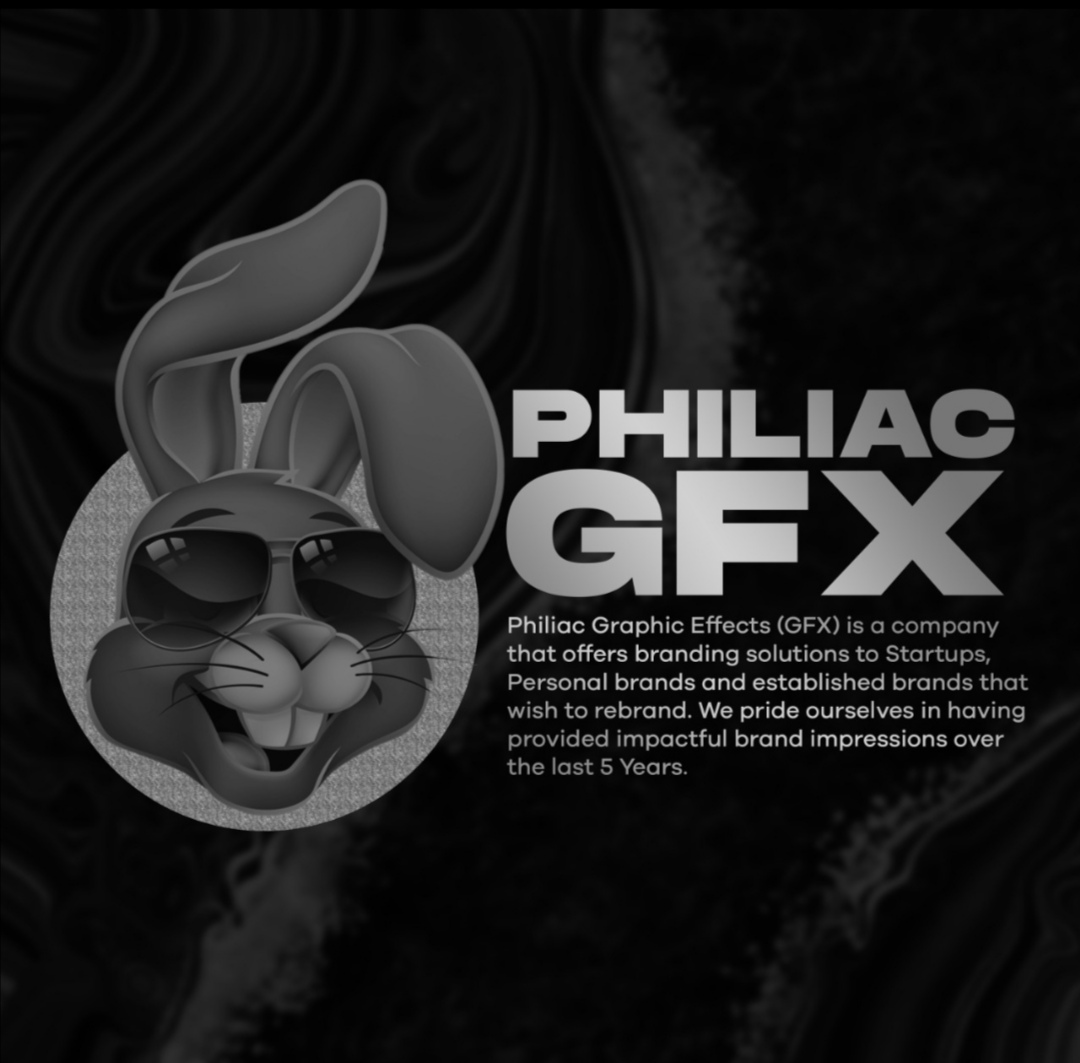 PHILIAC
GFX
Philiac Graphic Effects (GFX) is a company
that offers branding solutions to Startups,
Personal brands and established brands that
wish to rebrand. We pride ourselves in having
provided impactful brand impressions over
the last 5 Years.